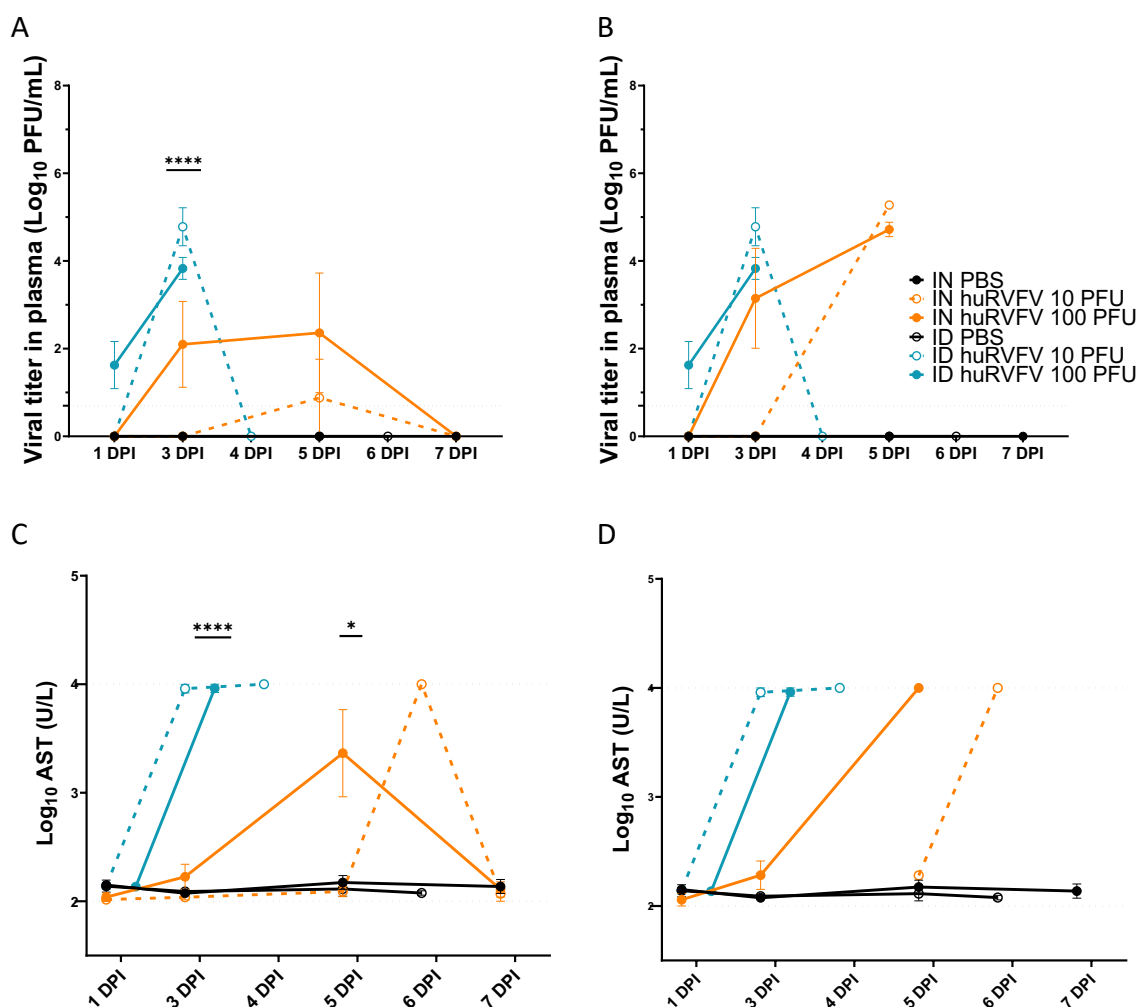 A
B
Viral titer in plasma (Log10 PFU/mL)
8
6
4
2
0
****
1 DPI 3 DPI 4 DPI 5 DPI 6 DPI 7 DPI
Viral titer in plasma (Log10 PFU/mL)
8
6
4
2
0
1 DPI 3 DPI 4 DPI 5 DPI 6 DPI 7 DPI
IN PBS
IN huRVFV 10 PFU
IN huRVFV 100 PFU
ID PBS
ID huRVFV 10 PFU
ID huRVFV 100 PFU
C
D
Log10 AST (U/L)
5
4
3
2
****
*
1 DPI 3 DPI 4 DPI 5 DPI 6 DPI 7 DPI
Log10 AST (U/L)
5
4
3
2
1 DPI 3 DPI 4 DPI 5 DPI 6 DPI 7 DPI